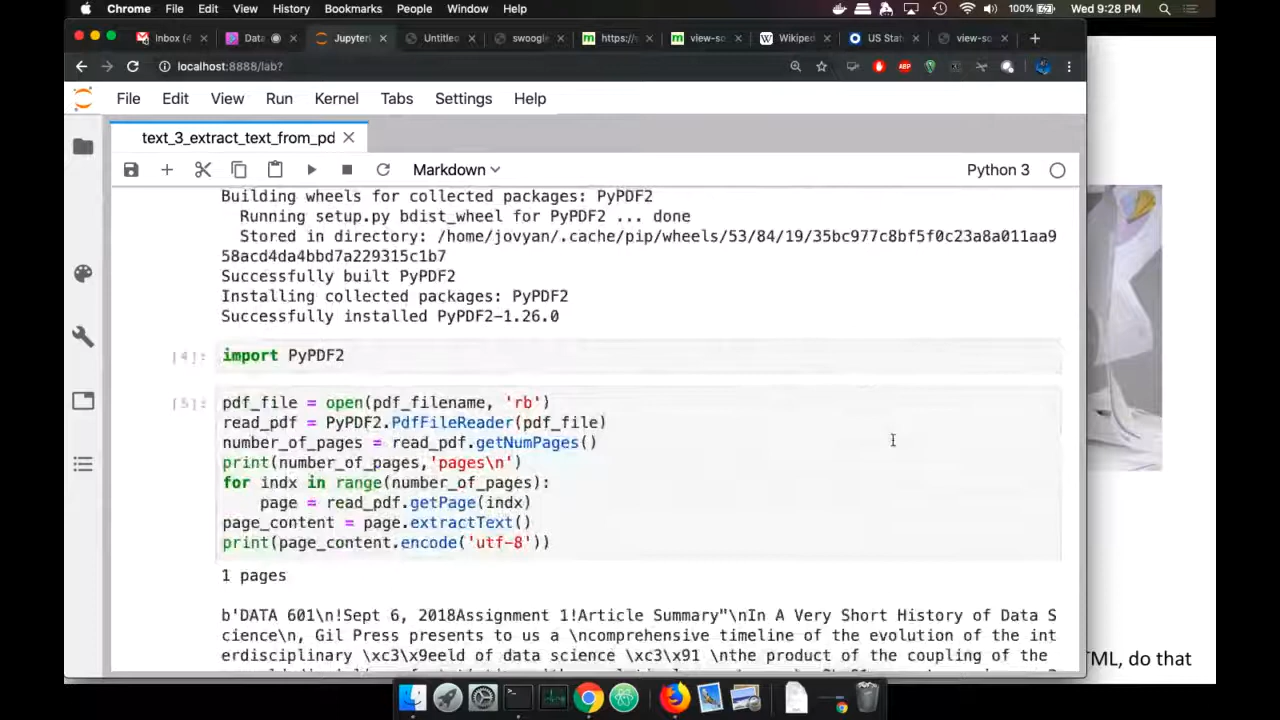 Chrome File Edit View History Bookmarks People Window Help 100% Wed 9:28 PM
Inbox (4 Data Jupyter Untitle swoogle https:// view-so Wikiped US Stat view-so
localhost:8888/lab?
File Edit View Run Kernel Tabs Settings Help
text_3_extract_text_from_pd
Markdown Python 3
Building wheels for collected packages: PyPDF2
Running setup.py bdist_wheel for PyPDF2 ... done
Stored in directory: /home/jovyan/.cache/pip/wheels/53/84/19/35bc977c8bf5f0c23a8a011aa9
58acd4da4bbd7a229315c1b7
Successfully built PyPDF2
Installing collected packages: PyPDF2
Successfully installed PyPDF2-1.26.0
[4]: import PyPDF2
[5]: pdf_file = open(pdf_filename, 'rb')
read_pdf = PyPDF2.PdfFileReader(pdf_file)
number_of_pages = read_pdf.getNumPages()
print(number_of_pages,'pages\n')
for indx in range(number_of_pages):
page = read_pdf.getPage(indx)
page_content = page.extractText()
print(page_content.encode('utf-8'))
1 pages
b'DATA 601\n!Sept 6, 2018Assignment 1!Article Summary"\nIn A Very Short History of Data S
cience\n, Gil Press presents to us a \ncomprehensive timeline of the evolution of the int
erdisciplinary \xc3\x9eeld of data science \xc3\x91 \nthe product of the coupling of the
TML, do that